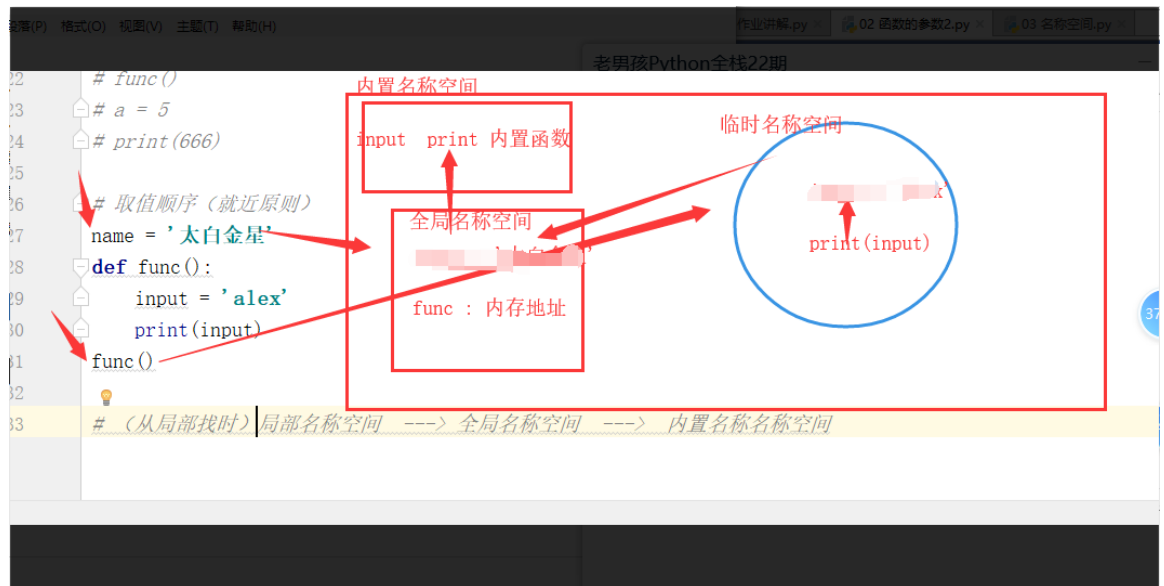 格式(O) 视图(V) 主题(T) 帮助(H)
作业讲解.py × 02 函数的参数2.py × 03 名称空间.py ×
老男孩Python全栈22期
22 # func()
23 # a = 5
24 # print(666)
25
26 # 取值顺序（就近原则）
27 name = '太白金星'
28 def func():
29 input = 'alex'
30 print(input)
31 func()
32
33 # （从局部找时）局部名称空间 ---> 全局名称空间 ---> 内置名称名称空间
内置名称空间
input print 内置函数
全局名称空间
func : 内存地址
临时名称空间
print(input)
37